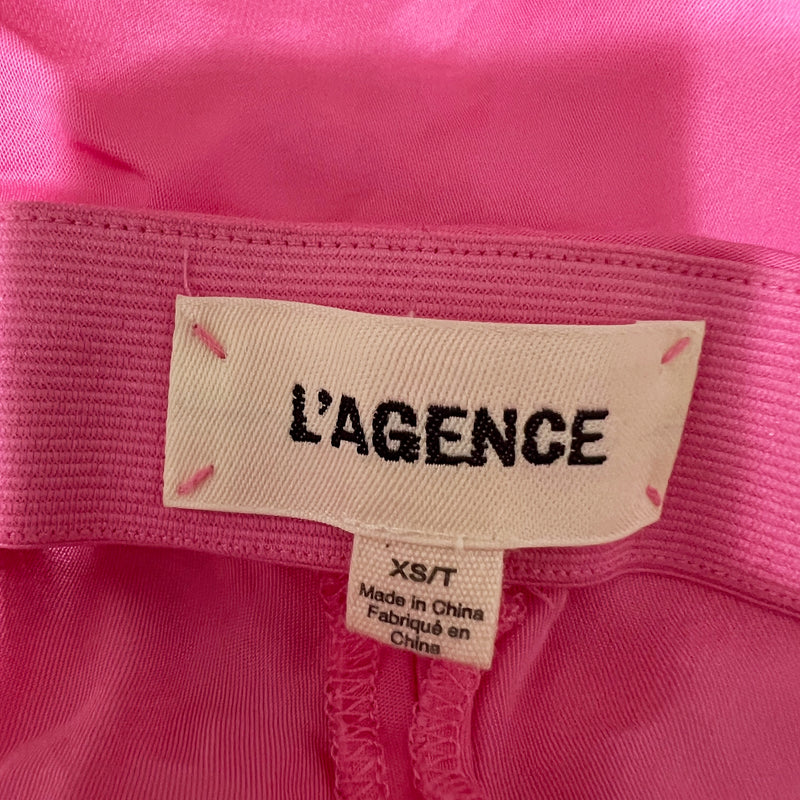 L'AGENCE
XS/T
Made in China
Fabriqué en
China